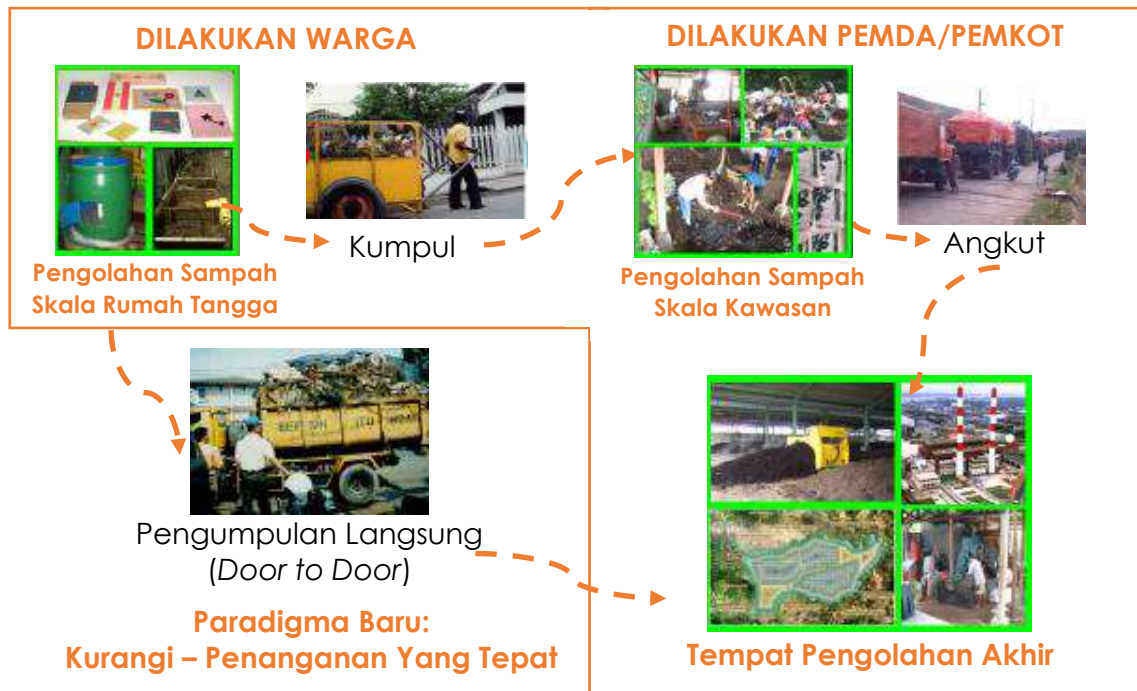 DILAKUKAN WARGA
DILAKUKAN PEMDA/PEMKOT
Kumpul
Angkut
Pengolahan Sampah
Skala Rumah Tangga
Pengolahan Sampah
Skala Kawasan
Pengumpulan Langsung
(Door to Door)
Paradigma Baru:
Kurangi – Penanganan Yang Tepat
Tempat Pengolahan Akhir